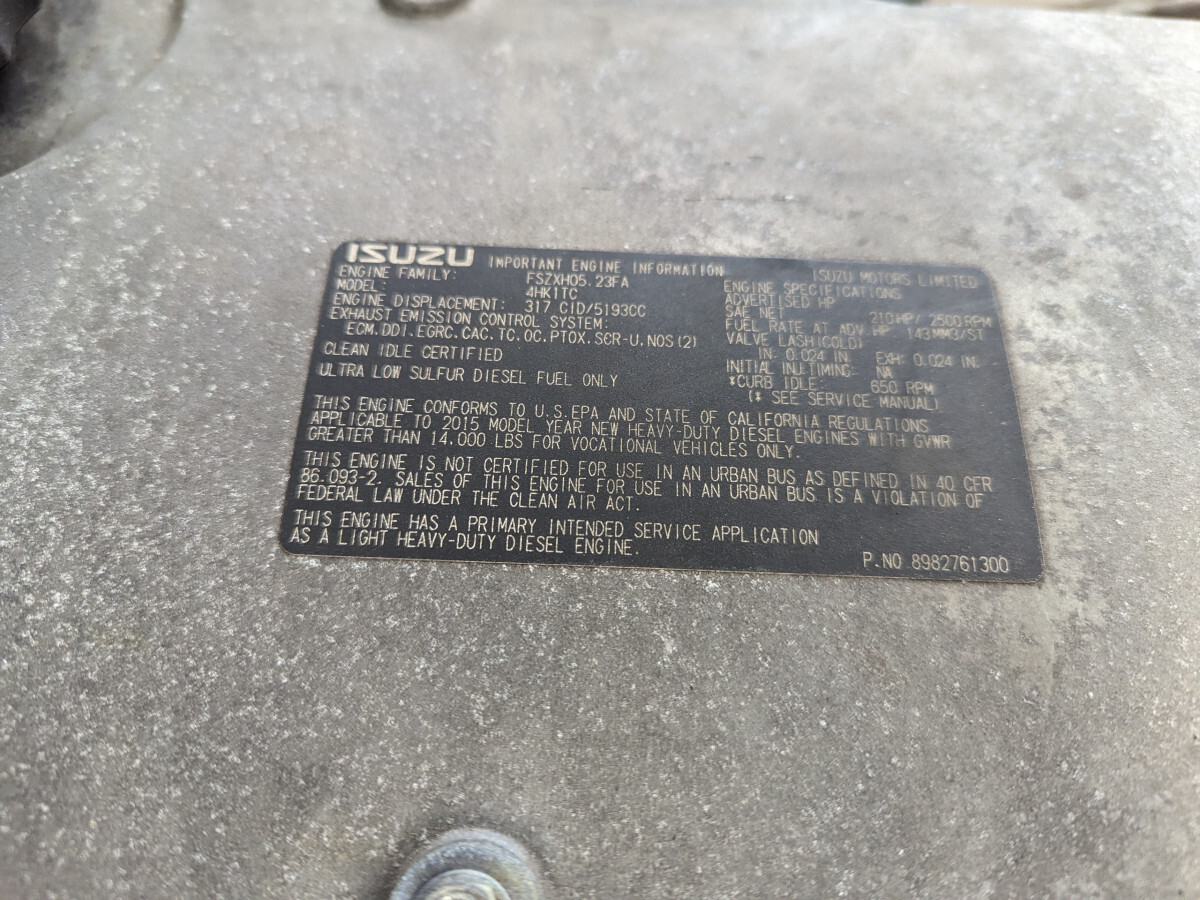 ISUZU IMPORTANT ENGINE INFORMATION ISUZU MOTORS LIMITED
ENGINE FAMILY: FSZXH05.23FA
MODEL: 4HK1TC
ENGINE DISPLACEMENT: 317 CID/5193CC
EXHAUST EMISSION CONTROL SYSTEM:
ECM.DDI.EGRC.CAC.TC.OC.PTOX.SCR-U.NOS(2)
CLEAN IDLE CERTIFIED
ULTRA LOW SULFUR DIESEL FUEL ONLY
ENGINE SPECIFICATIONS
ADVERTISED HP
SAE NET 210HP/2500RPM
FUEL RATE AT ADV HP 143MM3/ST
VALVE LASH(COLD)
IN: 0.024 IN. EXH: 0.024 IN.
INITIAL INJ.TIMING: NA
*CURB IDLE: 650 RPM
(* SEE SERVICE MANUAL)
THIS ENGINE CONFORMS TO U.S.EPA AND STATE OF CALIFORNIA REGULATIONS
APPLICABLE TO 2015 MODEL YEAR NEW HEAVY-DUTY DIESEL ENGINES WITH GVWR
GREATER THAN 14.000 LBS FOR VOCATIONAL VEHICLES ONLY.
THIS ENGINE IS NOT CERTIFIED FOR USE IN AN URBAN BUS AS DEFINED IN 40 CFR
86.093-2. SALES OF THIS ENGINE FOR USE IN AN URBAN BUS IS A VIOLATION OF
FEDERAL LAW UNDER THE CLEAN AIR ACT.
THIS ENGINE HAS A PRIMARY INTENDED SERVICE APPLICATION
AS A LIGHT HEAVY-DUTY DIESEL ENGINE.
P.NO 8982761300